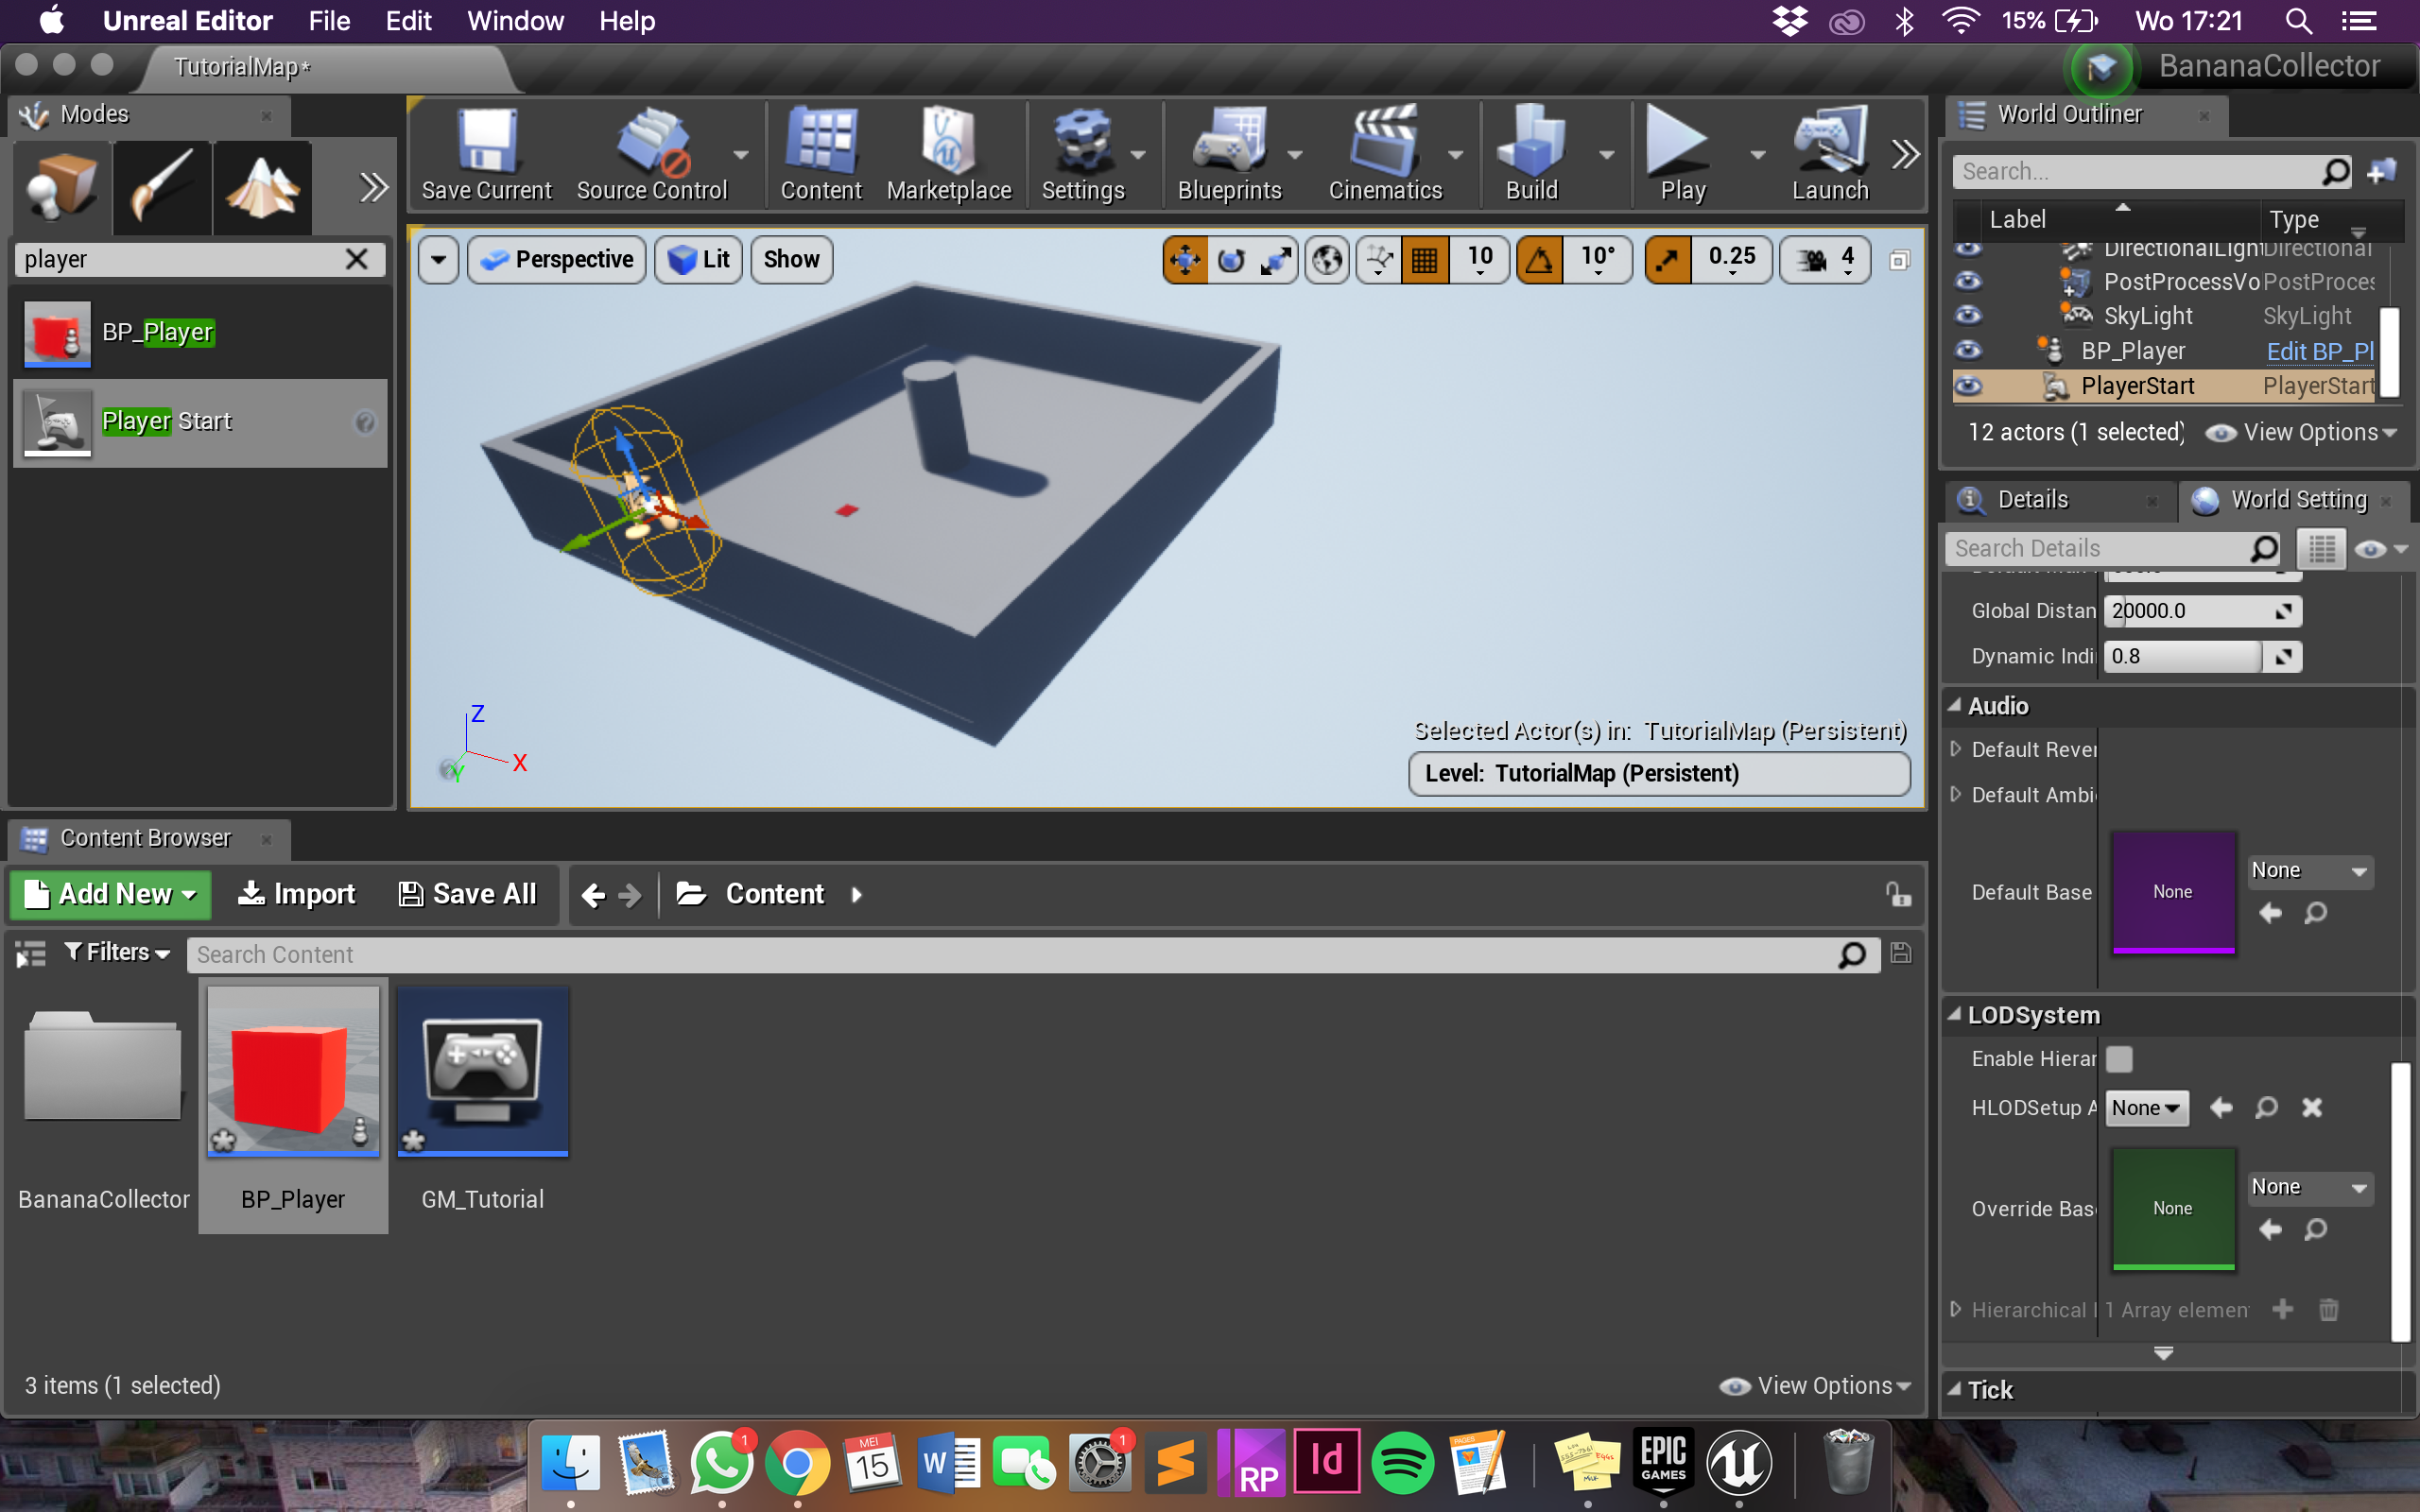 Unreal Editor File Edit Window Help 15% Wo 17:21
TutorialMap* BananaCollector
Modes
World Outliner
Save Current Source Control Content Marketplace Settings Blueprints Cinematics Build Play Launch
Search...
Label Type
player
Perspective Lit Show 10 10° 0.25 4
DirectionalLigh Directional
PostProcessVo PostProces
SkyLight SkyLight
BP_Player Edit BP_Pl
PlayerStart PlayerStart
BP_Player
Player Start
12 actors (1 selected) View Options
Details World Setting
Search Details
Global Distan 20000.0
Dynamic Indi 0.8
Audio
Default Rever
Default Ambi
Default Base None None
Z
X
Y
Selected Actor(s) in: TutorialMap (Persistent)
Level: TutorialMap (Persistent)
Content Browser
Add New Import Save All Content
Filters Search Content
LODSystem
Enable Hierar
HLODSetup A None
Override Bas None None
Hierarchical 1 Array elemen
Tick
BananaCollector BP_Player GM_Tutorial
3 items (1 selected) View Options
1
MEI
15
W
1
RP
Id
PAGES
EPIC
GAMES